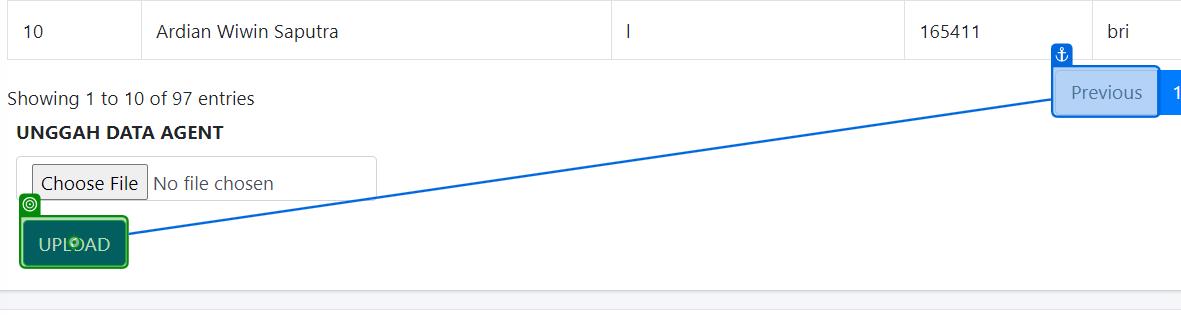 10 Ardian Wiwin Saputra l 165411 bri
Showing 1 to 10 of 97 entries
Previous 1
UNGGAH DATA AGENT
Choose File No file chosen
UPLOAD